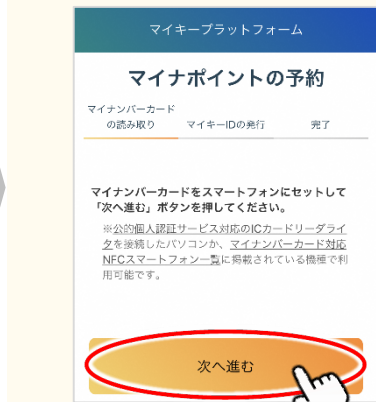 マイキープラットフォーム
マイナポイントの予約
マイナンバーカード
の読み取り マイキーIDの発行 完了
マイナンバーカードをスマートフォンにセットして
「次へ進む」ボタンを押してください。
※公的個人認証サービス対応のICカードリーダライ
タを接続したパソコンか、マイナンバーカード対応
NFCスマートフォン一覧に掲載されている機種で利
用可能です。
次へ進む